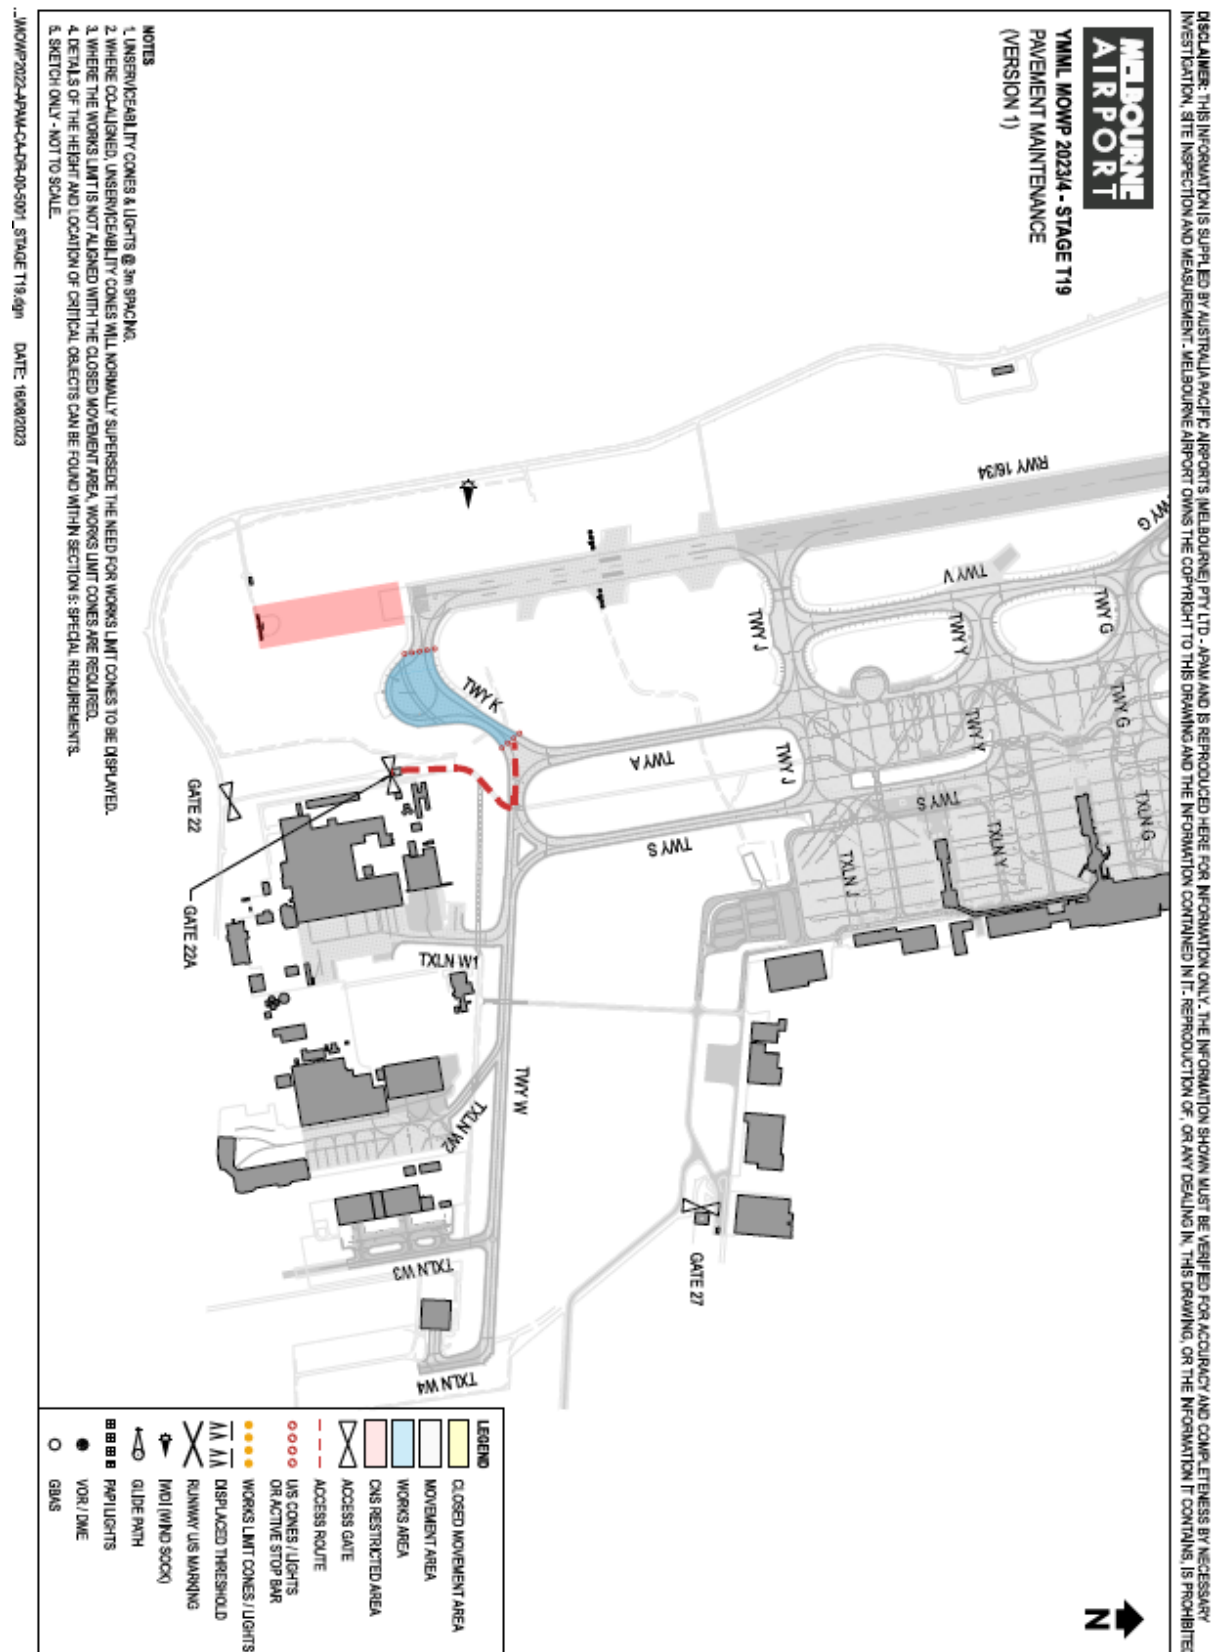 DISCLAIMER: THIS INFORMATION IS SUPPLIED BY AUSTRALIA PACIFIC AIRPORTS (MELBOURNE) PTY LTD - APAM AND IS REPRODUCED HERE FOR INFORMATION ONLY. THE INFORMATION SHOWN MUST BE VERIFIED FOR ACCURACY AND COMPLETENESS BY NECESSARY
INVESTIGATION, SITE INSPECTION AND MEASUREMENT. MELBOURNE AIRPORT OWNS THE COPYRIGHT TO THIS DRAWING AND THE INFORMATION CONTAINED IN IT. REPRODUCTION OF, OR ANY DEALING IN, THIS DRAWING, OR THE INFORMATION IT CONTAINS, IS PROHIBITED
MELBOURNE
AIRPORT
YMML MOWP 2023/4 - STAGE T19
PAVEMENT MAINTENANCE
(VERSION 1)
N
RWY 16/34
TWY G
TWY V
TWY G
TWY Y
TWY J
TWY G
TWY Y
TWY K
TWY A
TWY J
TWY S
TXLN G
TXLN Y
TWY S
TXLN J
GATE 22
GATE 22A
TXLN W1
TWY W
TXLN W2
GATE 27
TXLN W3
TXLN W4
LEGEND
CLOSED MOVEMENT AREA
MOVEMENT AREA
WORKS AREA
CNS RESTRICTED AREA
ACCESS GATE
ACCESS ROUTE
U/S CONES / LIGHTS
OR ACTIVE STOP BAR
WORKS LIMIT CONES / LIGHTS
DISPLACED THRESHOLD
RUNWAY U/S MARKING
IWDI (WIND SOCK)
GLIDE PATH
PAPI LIGHTS
VOR / DME
GBAS
NOTES
1. UNSERVICEABILITY CONES & LIGHTS @ 3m SPACING.
2. WHERE CO-ALIGNED, UNSERVICEABILITY CONES WILL NORMALLY SUPERSEDE THE NEED FOR WORKS LIMIT CONES TO BE DISPLAYED.
3. WHERE THE WORKS LIMIT IS NOT ALIGNED WITH THE CLOSED MOVEMENT AREA, WORKS LIMIT CONES ARE REQUIRED.
4. DETAILS OF THE HEIGHT AND LOCATION OF CRITICAL OBJECTS CAN BE FOUND WITHIN SECTION 5: SPECIAL REQUIREMENTS.
5. SKETCH ONLY - NOT TO SCALE.
...\MOWP2022-APAM-CA-DR-00-5001_STAGE T19.dgn DATE: 16/08/2023